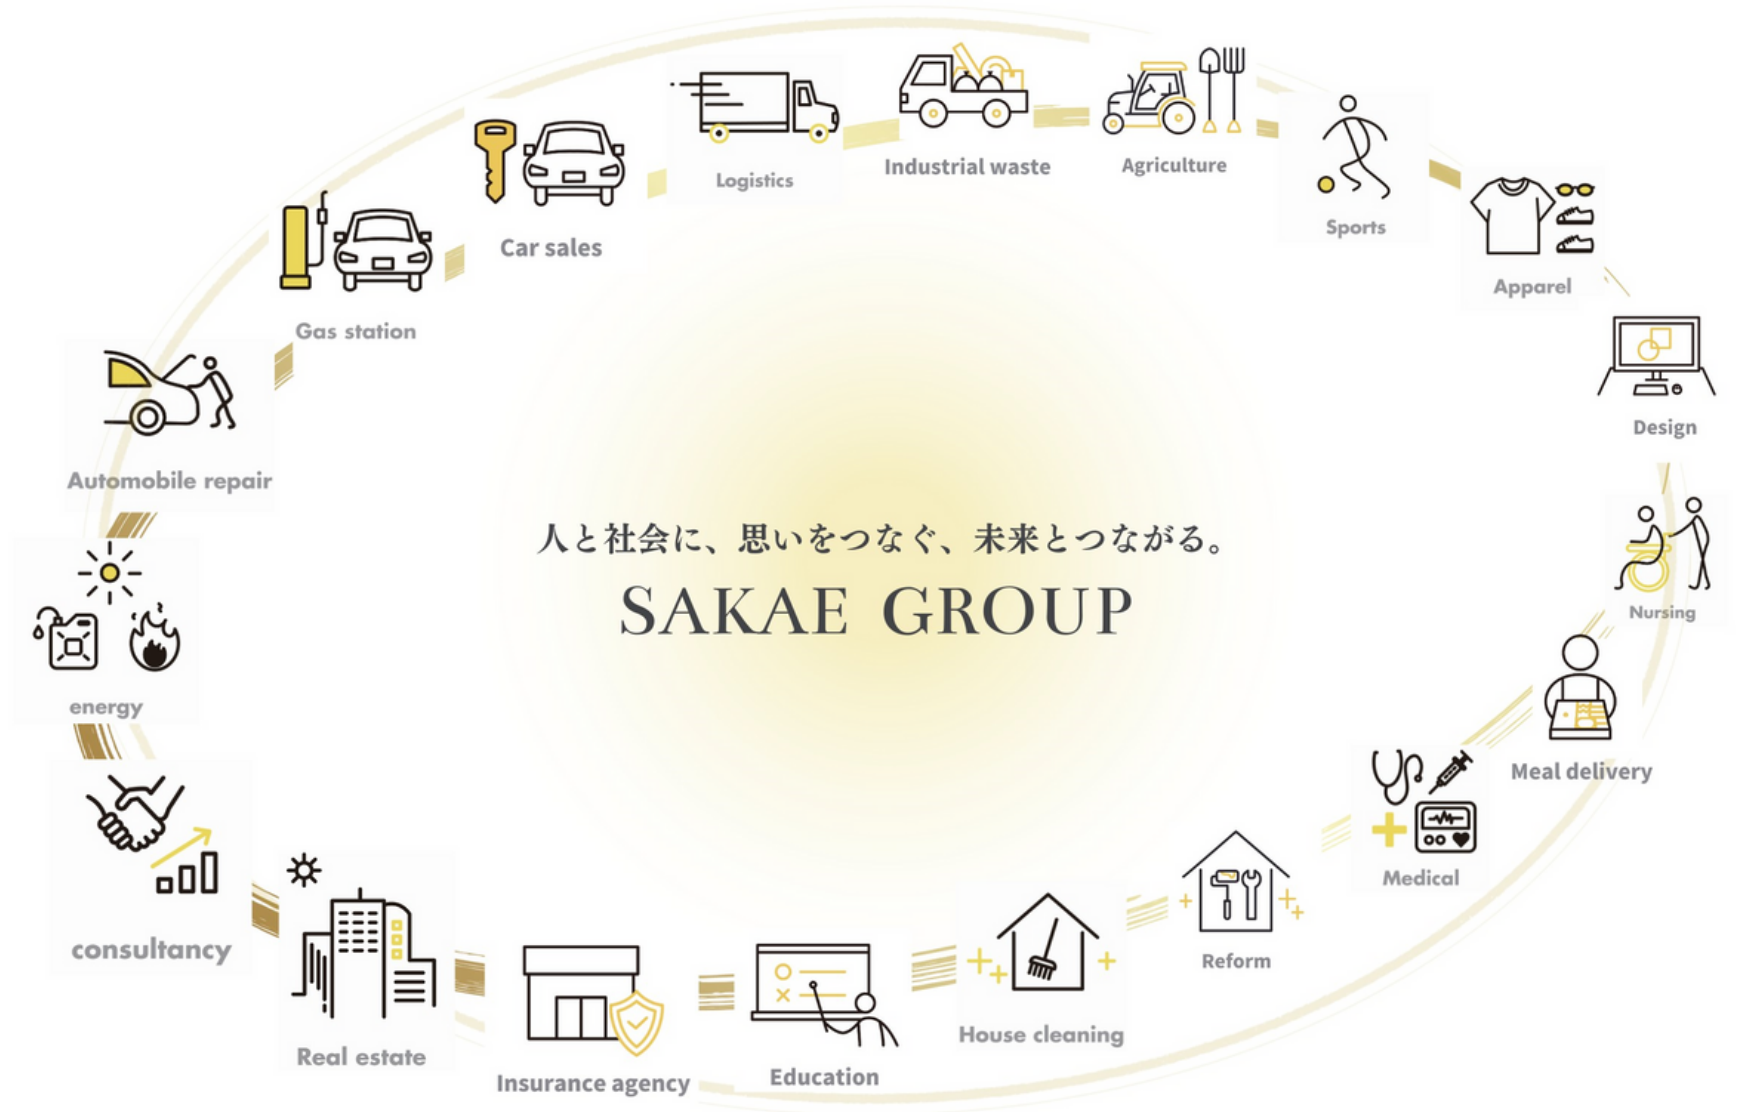 Logistics
Industrial waste
Agriculture
Sports
Apparel
Design
Nursing
Meal delivery
Medical
Reform
House cleaning
Education
Insurance agency
Real estate
consultancy
energy
Automobile repair
Gas station
Car sales
人と社会に、思いをつなぐ、未来とつながる。
SAKAE GROUP